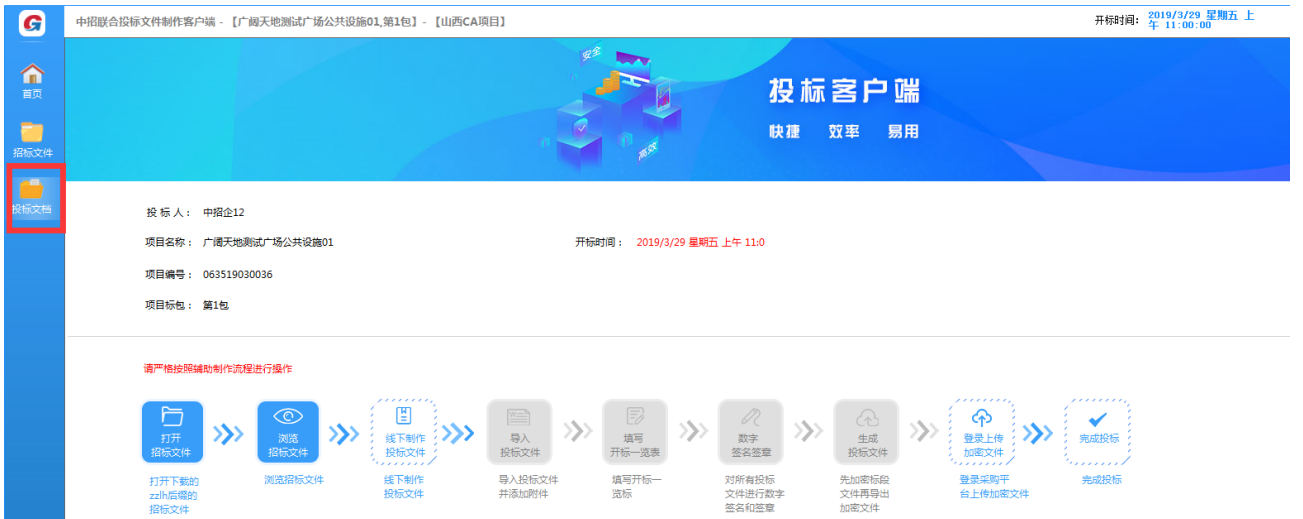 中招联合投标文件制作客户端 - 【广阔天地测试广场公共设施01,第1包】 - 【山西CA项目】
开标时间： 2019/3/29 星期五 上
午 11:00:00
首页
招标文件
投标文档
安全
高效
投标客户端
快捷 效率 易用
投 标 人： 中招企12
项目名称： 广阔天地测试广场公共设施01
开标时间： 2019/3/29 星期五 上午 11:0
项目编号： 063519030036
项目标包： 第1包
请严格按照辅助制作流程进行操作
打开
招标文件
浏览
招标文件
线下制作
投标文件
导入
投标文件
填写
开标一览表
数字
签名签章
生成
投标文件
登录上传
加密文件
完成投标
打开下载的
zzlh后缀的
招标文件
浏览招标文件
线下制作
投标文件
导入投标文件
并添加附件
填写开标一
览标
对所有投标
文件进行数字
签名和签章
先加密标段
文件再导出
加密文件
登录采购平
台上传加密文件
完成投标